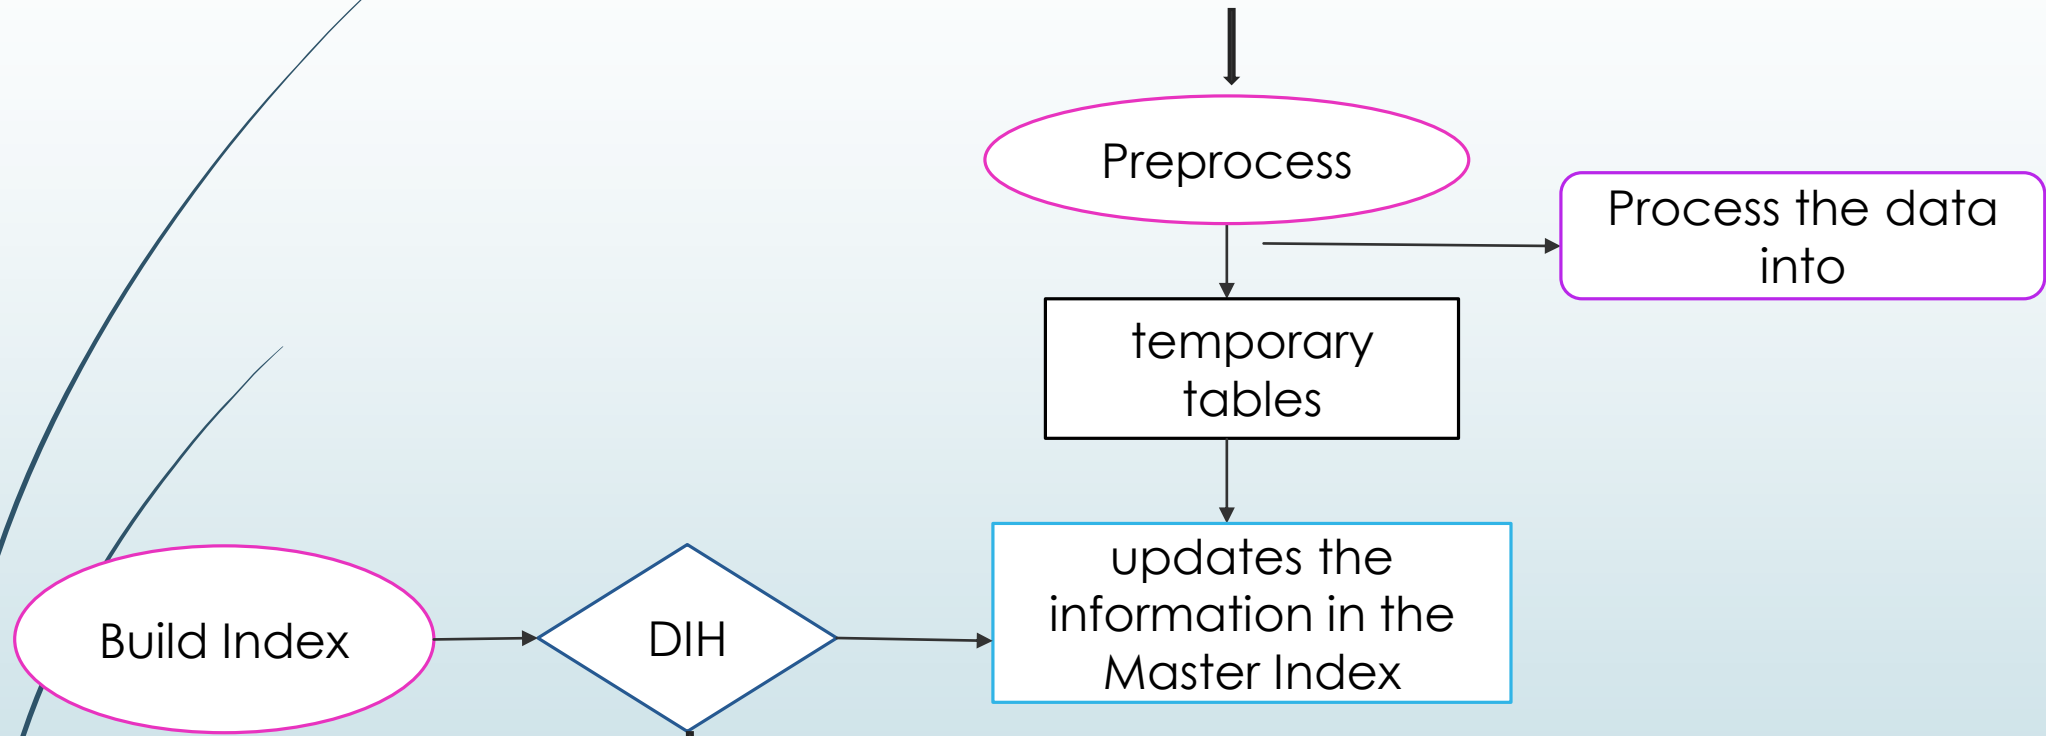 Preprocess
Process the data
into
temporary
tables
Build Index
DIH
updates the
information in the
Master Index